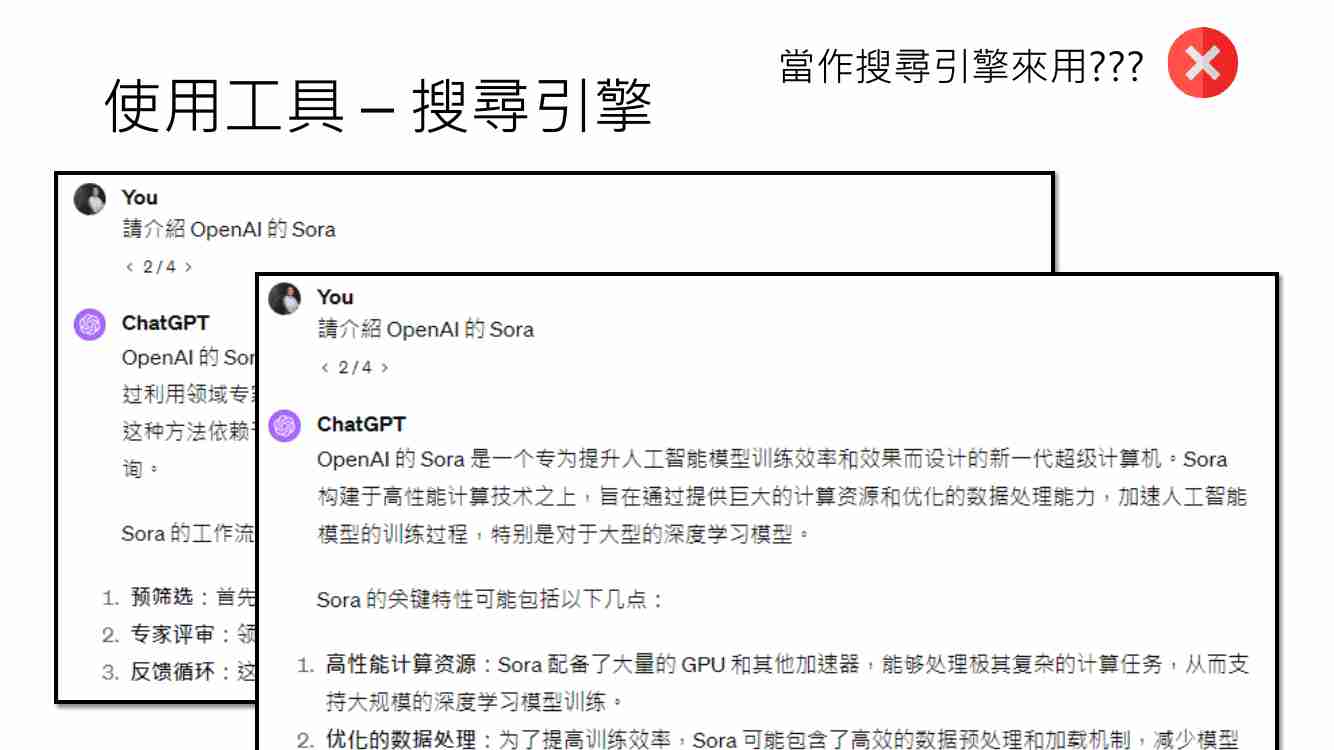 當作搜尋引擎來用???
使用工具 – 搜尋引擎
You
請介紹 OpenAI 的 Sora
< 2/4 >
ChatGPT
OpenAI 的 Sor
过利用领域专
这种方法依赖
询。
Sora 的工作流
1. 预筛选：首先
2. 专家评审：领
3. 反馈循环：这
You
請介紹 OpenAI 的 Sora
< 2/4 >
ChatGPT
OpenAI 的 Sora 是一个专为提升人工智能模型训练效率和效果而设计的新一代超级计算机。Sora
构建于高性能计算技术之上，旨在通过提供巨大的计算资源和优化的数据处理能力，加速人工智能
模型的训练过程，特别是对于大型的深度学习模型。
Sora 的关键特性可能包括以下几点：
1. 高性能计算资源：Sora 配备了大量的 GPU 和其他加速器，能够处理极其复杂的计算任务，从而支
持大规模的深度学习模型训练。
2. 优化的数据处理：为了提高训练效率，Sora 可能包含了高效的数据预处理和加载机制，减少模型